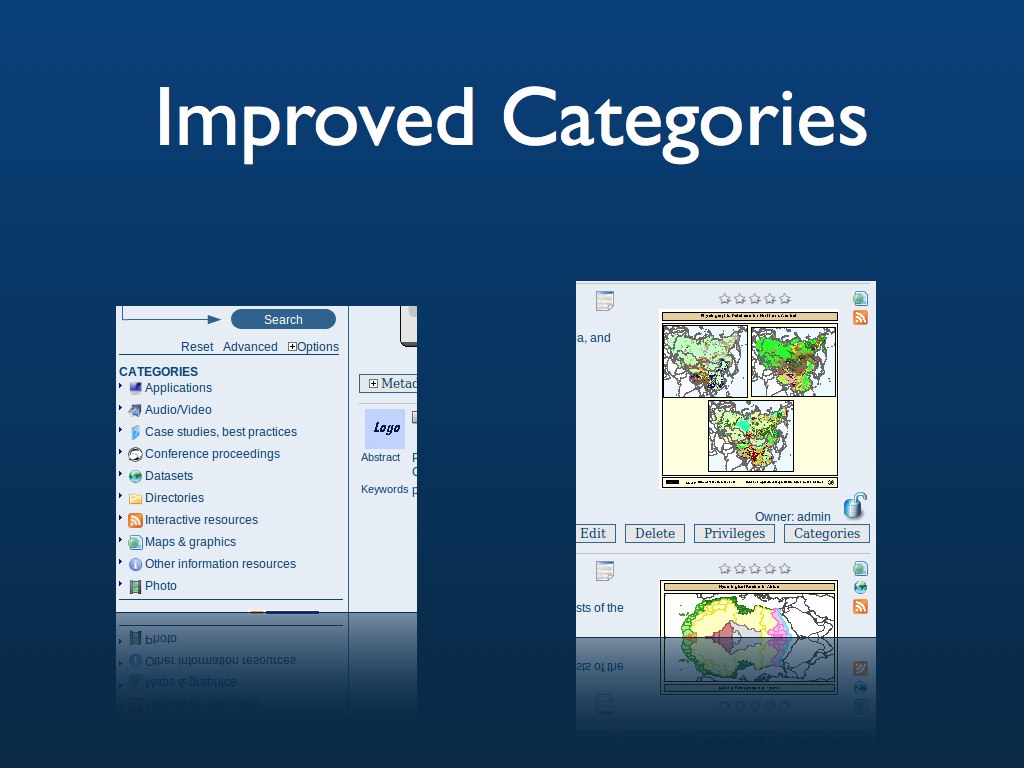 Improved Categories
Search
Reset Advanced Options
CATEGORIES
Applications
Audio/Video
Case studies, best practices
Conference proceedings
Datasets
Directories
Interactive resources
Maps & graphics
Other information resources
Photo
Logo
Abstract
Keywords
a, and
Owner: admin
Edit Delete Privileges Categories
sts of the